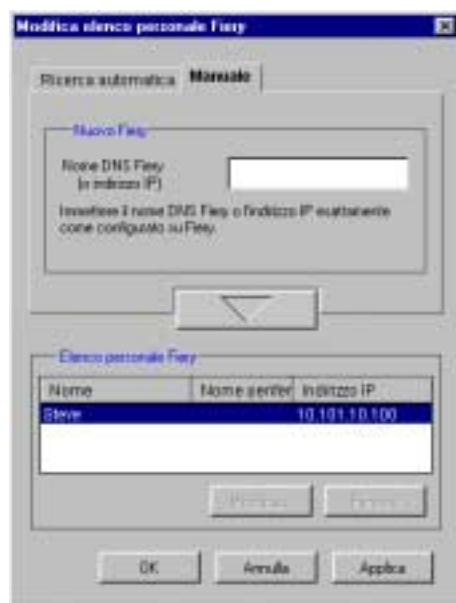 Modifica elenco personale Fiery
Ricerca automatica Manuale
Nuovo Fiery
Nome DNS Fiery
(o indirizzo IP)
Immettere il nome DNS Fiery o l'indirizzo IP esattamente
come configurato su Fiery.
Elenco personale Fiery
Nome Nome perifer Indirizzo IP
Steve 10.101.10.100
OK Annulla Applica